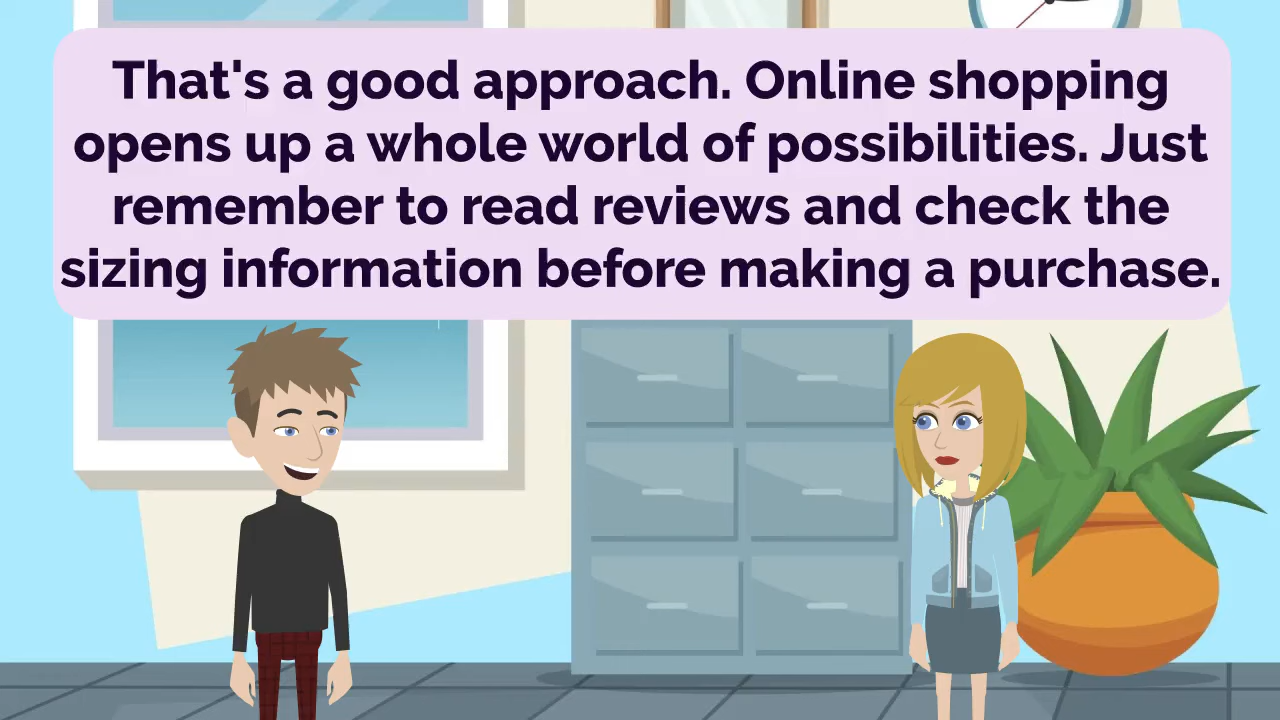 That's a good approach. Online shopping
opens up a whole world of possibilities. Just
remember to read reviews and check the
sizing information before making a purchase.